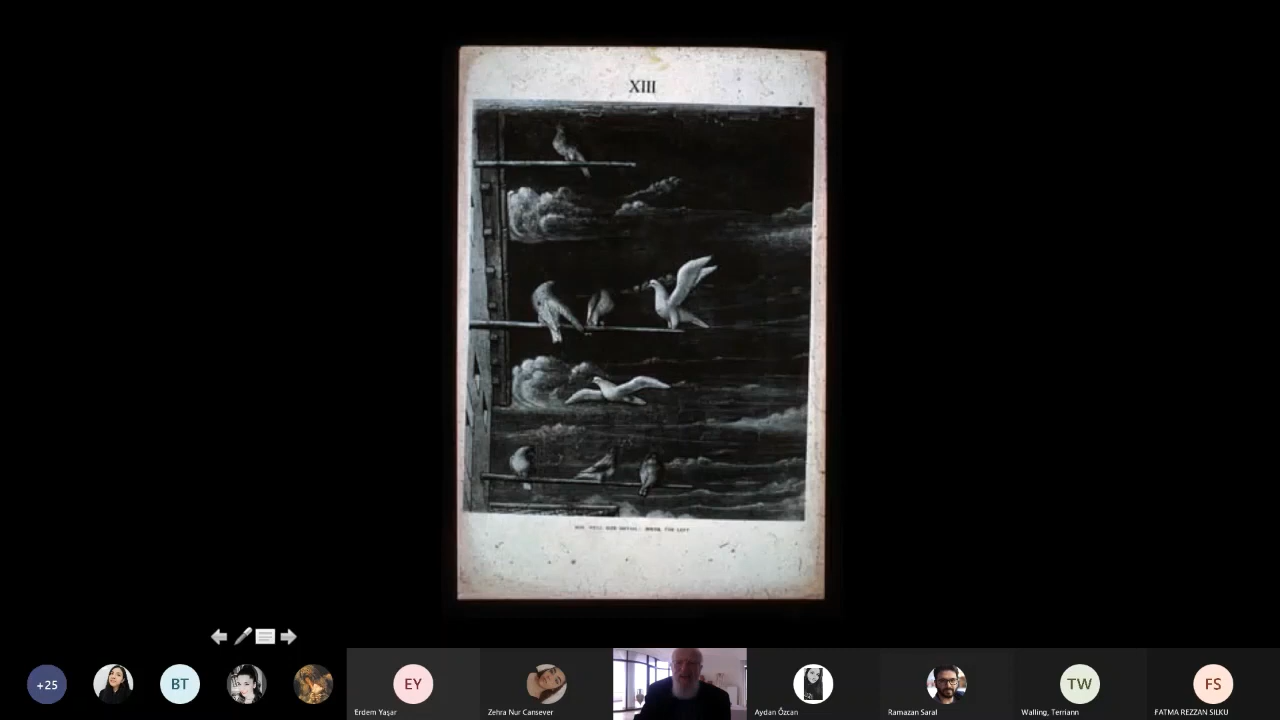 XIII
+25
BT
EY
Erdem Yaşar
Zehra Nur Cansever
Aydan Özcan
Ramazan Saral
TW
Walling, Terriann
FS
FATMA REZZAN SILKU